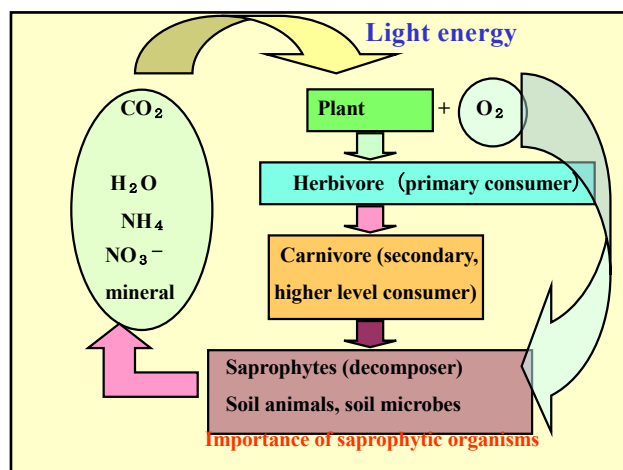 Light energy
CO₂
H₂O
NH₄
NO₃⁻
mineral
Plant
+ O₂
Herbivore (primary consumer)
Carnivore (secondary,
higher level consumer)
Saprophytes (decomposer)
Soil animals, soil microbes
Importance of saprophytic organisms